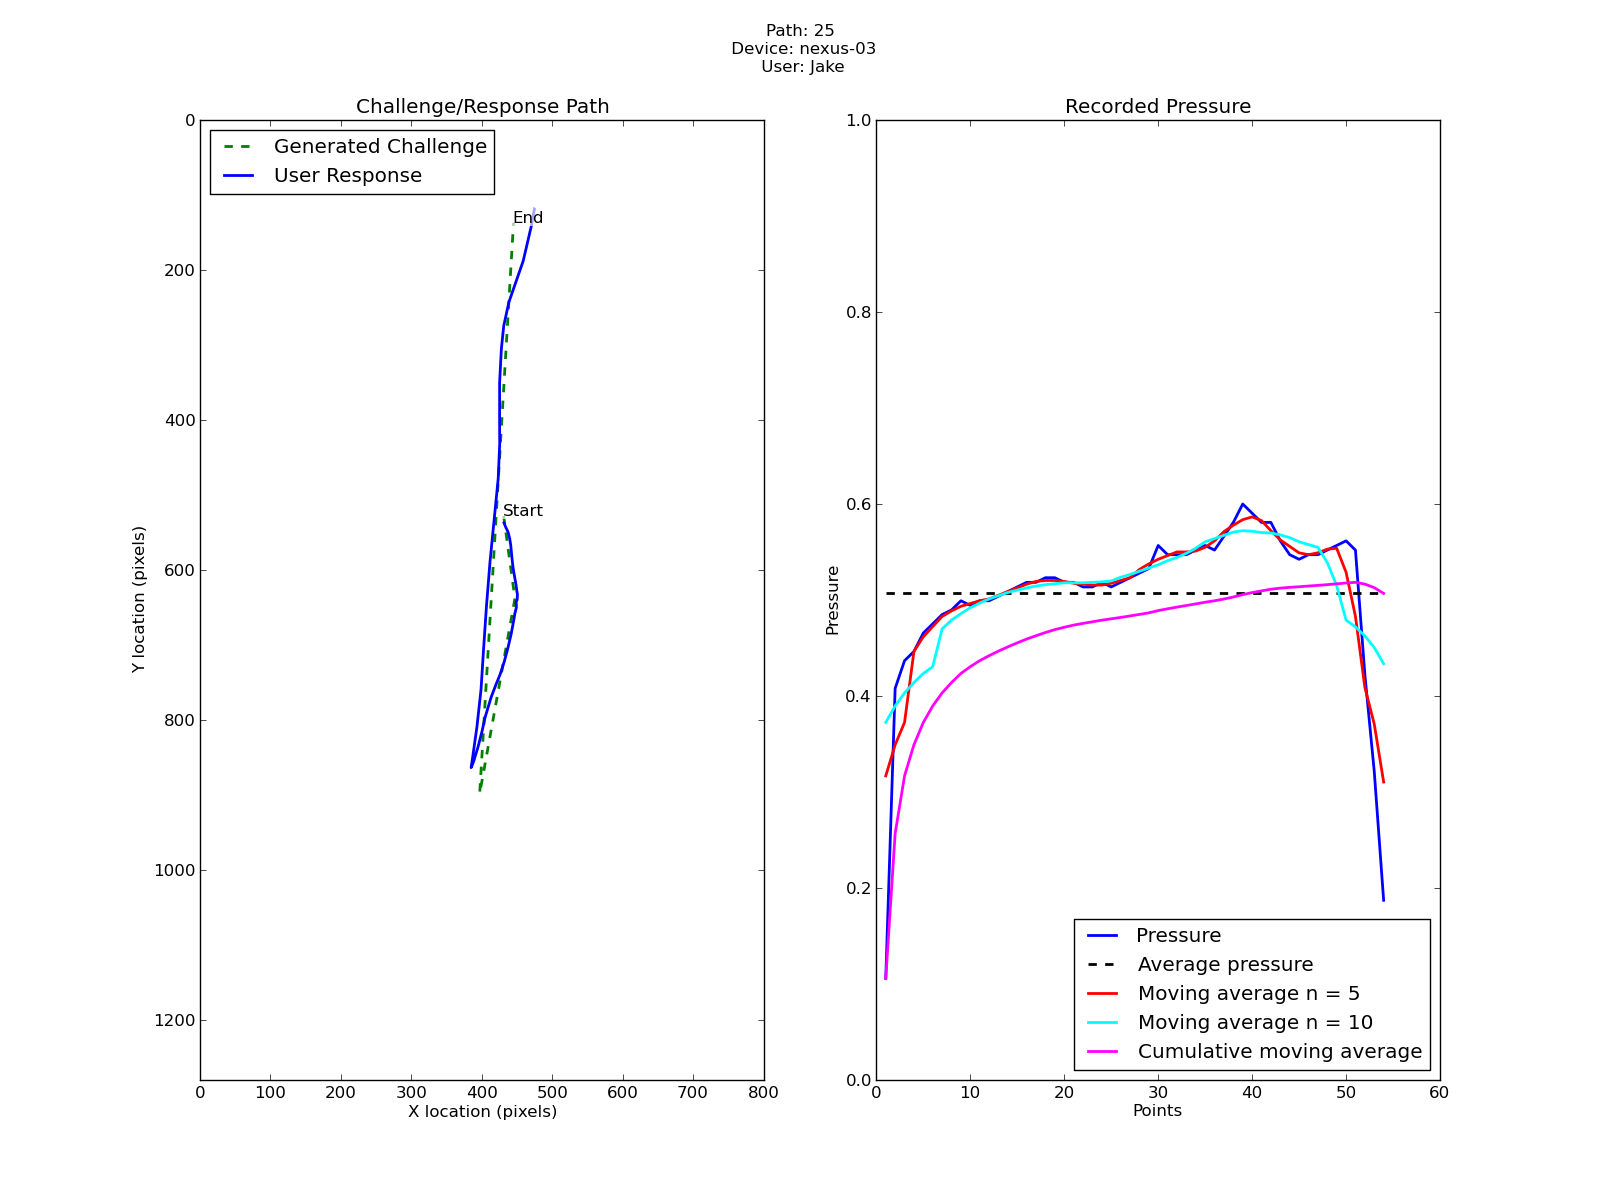 Path: 25
Device: nexus-03
User: Jake
Challenge/Response Path
Generated Challenge
User Response
End
Start
0
200
400
600
800
1000
1200
Y location (pixels)
0 100 200 300 400 500 600 700 800
X location (pixels)
Recorded Pressure
1.0
0.8
0.6
0.4
0.2
0.0
Pressure
Pressure
Average pressure
Moving average n = 5
Moving average n = 10
Cumulative moving average
0 10 20 30 40 50 60
Points